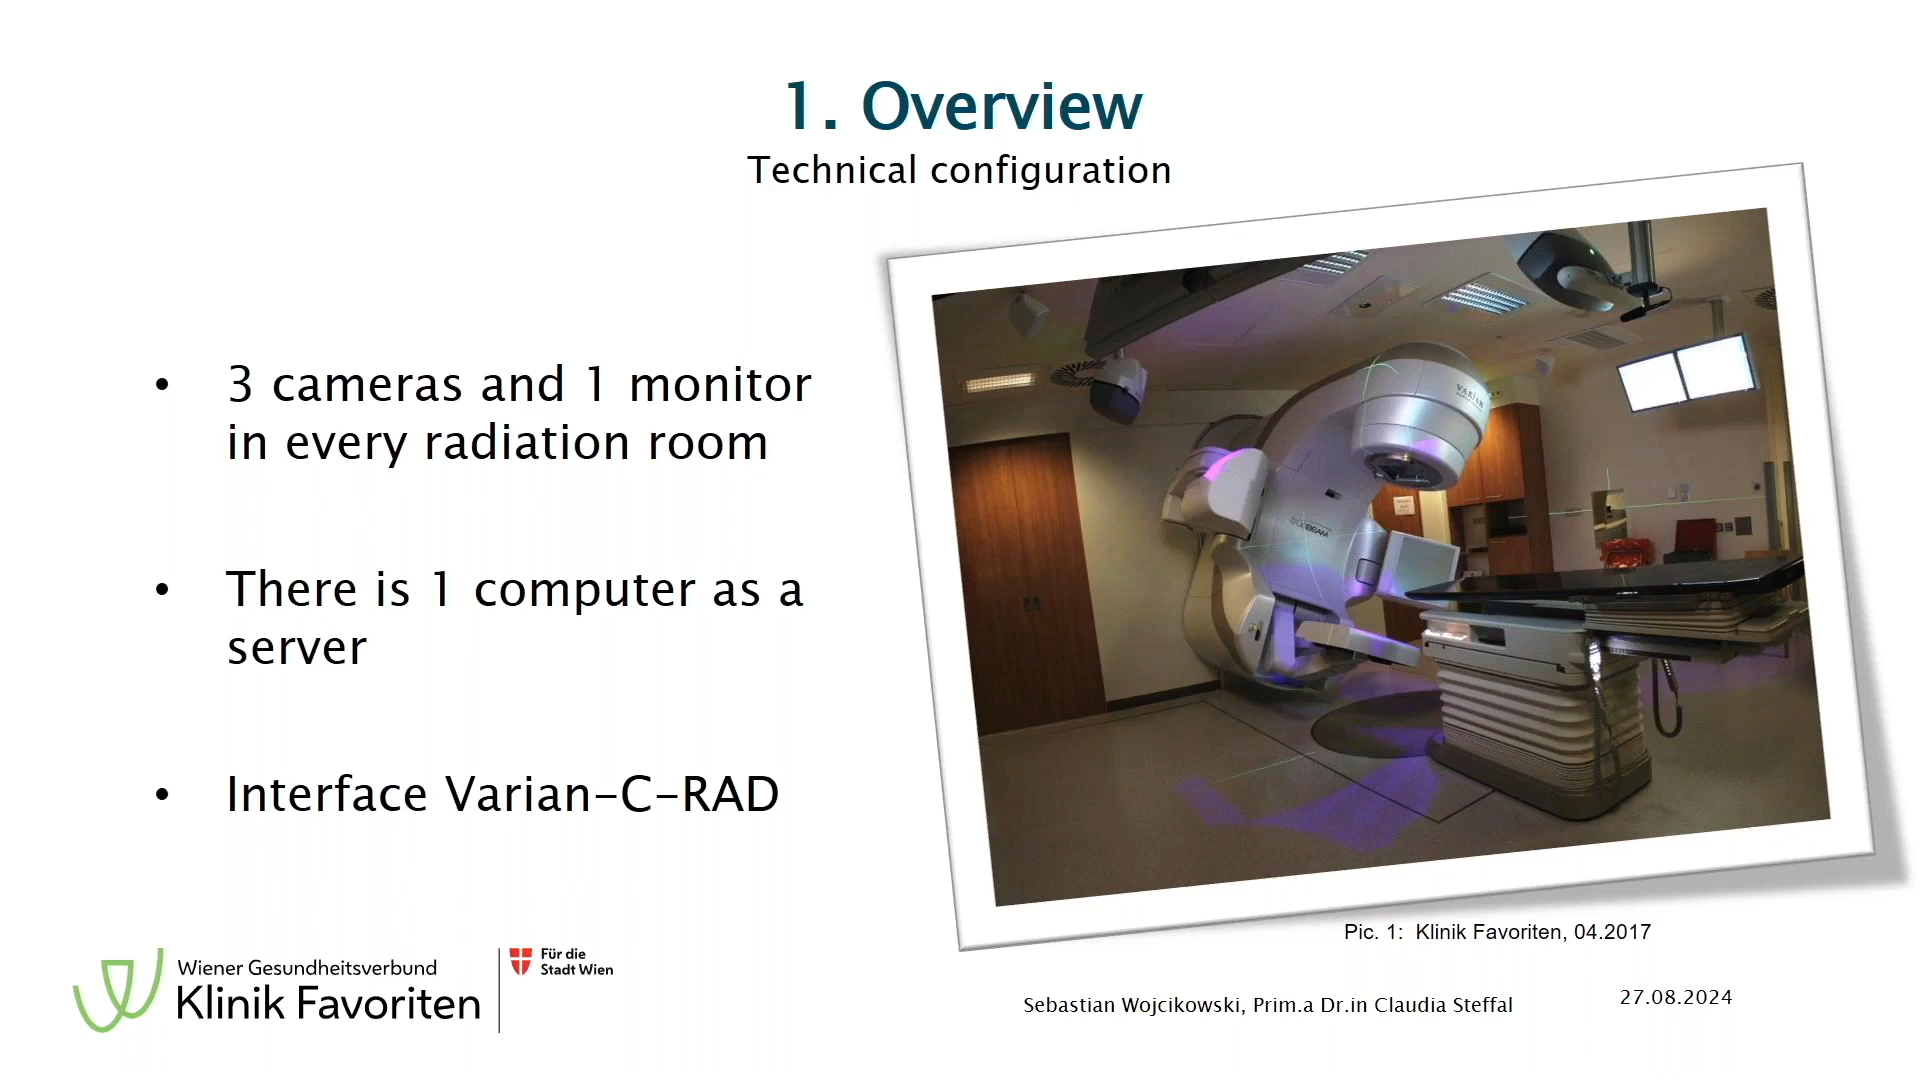 1. Overview
Technical configuration
• 3 cameras and 1 monitor
in every radiation room
• There is 1 computer as a
server
• Interface Varian-C-RAD
VARIAN
TRUEBEAM
Pic. 1: Klinik Favoriten, 04.2017
Wiener Gesundheitsverbund
Klinik Favoriten
Für die
Stadt Wien
Sebastian Wojcikowski, Prim.a Dr.in Claudia Steffal
27.08.2024